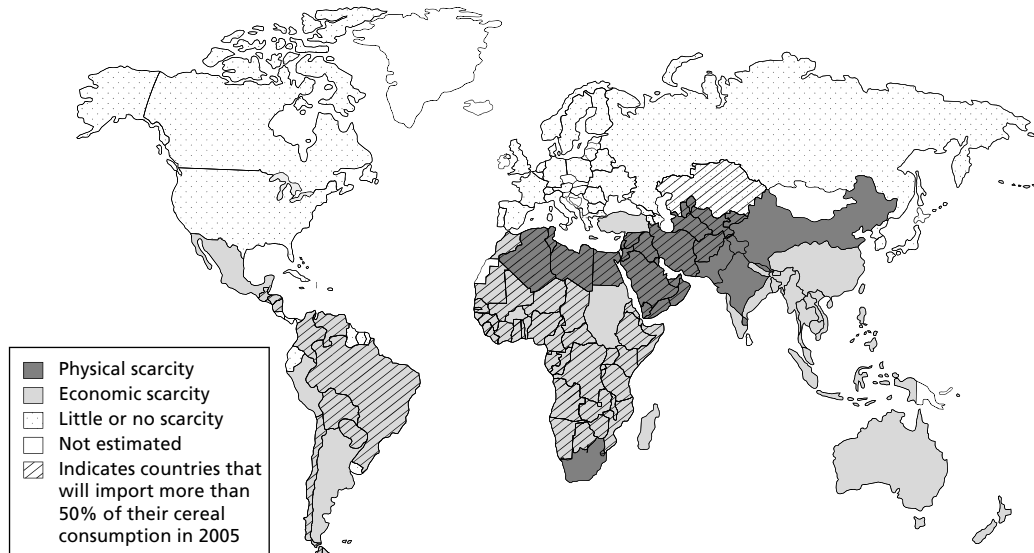 Physical scarcity
Economic scarcity
Little or no scarcity
Not estimated
Indicates countries that
will import more than
50% of their cereal
consumption in 2005